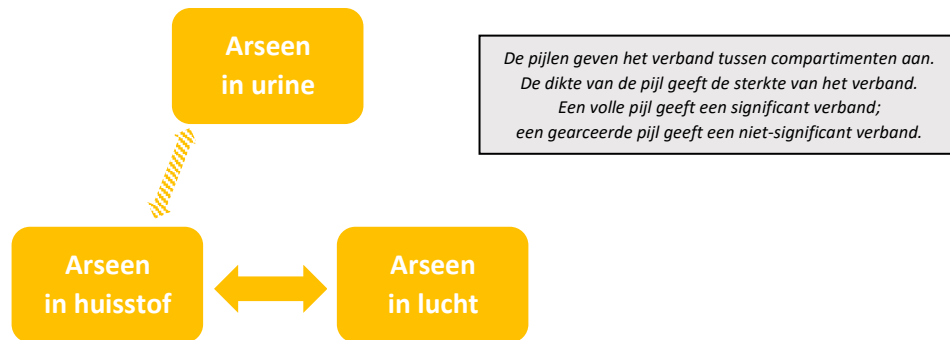 Arseen
in urine
De pijlen geven het verband tussen compartimenten aan.
De dikte van de pijl geeft de sterkte van het verband.
Een volle pijl geeft een significant verband;
een gearceerde pijl geeft een niet-significant verband.
Arseen
in huisstof
Arseen
in lucht